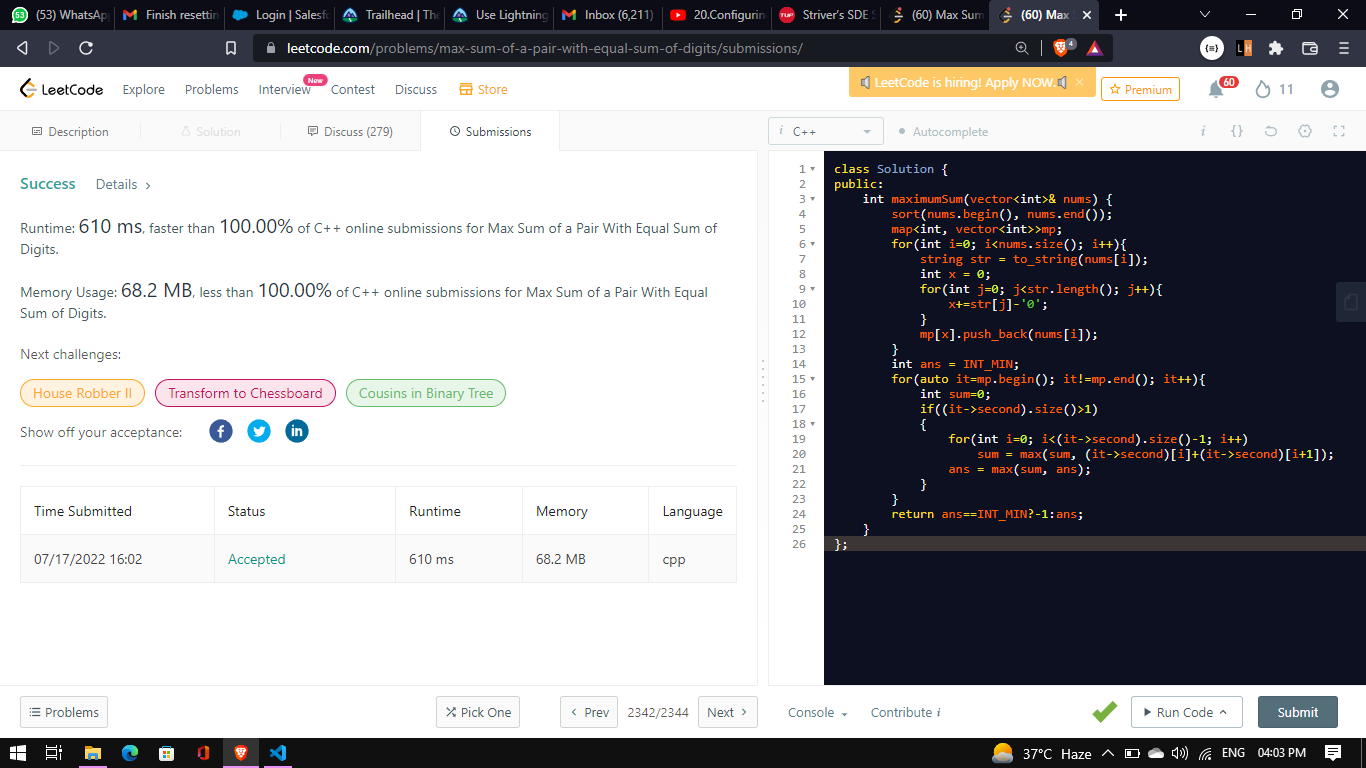 53
(53) WhatsApp
Finish resettin
Login | Salesf
Trailhead | The
Use Lightning
Inbox (6,211)
20.Configurin
Striver's SDE S
(60) Max Sum
(60) Max
leetcode.com/problems/max-sum-of-a-pair-with-equal-sum-of-digits/submissions/
4
LeetCode
Explore
Problems
Interview
New
Contest
Discuss
Store
LeetCode is hiring! Apply NOW.
Premium
60
11
Description
Solution
Discuss (279)
Submissions
i C++
Autocomplete
i {}
Success Details >
Runtime: 610 ms, faster than 100.00% of C++ online submissions for Max Sum of a Pair With Equal Sum of
Digits.
Memory Usage: 68.2 MB, less than 100.00% of C++ online submissions for Max Sum of a Pair With Equal
Sum of Digits.
Next challenges:
House Robber II
Transform to Chessboard
Cousins in Binary Tree
Show off your acceptance:
Time Submitted Status Runtime Memory Language
07/17/2022 16:02 Accepted 610 ms 68.2 MB cpp
1 class Solution {
2 public:
3     int maximumSum(vector<int>& nums) {
4         sort(nums.begin(), nums.end());
5         map<int, vector<int>>mp;
6         for(int i=0; i<nums.size(); i++){
7             string str = to_string(nums[i]);
8             int x = 0;
9             for(int j=0; j<str.length(); j++){
10                 x+=str[j]-'0';
11             }
12             mp[x].push_back(nums[i]);
13         }
14         int ans = INT_MIN;
15         for(auto it=mp.begin(); it!=mp.end(); it++){
16             int sum=0;
17             if((it->second).size()>1)
18             {
19                 for(int i=0; i<(it->second).size()-1; i++)
20                     sum = max(sum, (it->second)[i]+(it->second)[i+1]);
21                 ans = max(sum, ans);
22             }
23         }
24         return ans==INT_MIN?-1:ans;
25     }
26 };
Problems
Pick One
< Prev
2342/2344
Next >
Console
Contribute i
Run Code
Submit
37°C Haze
ENG
04:03 PM